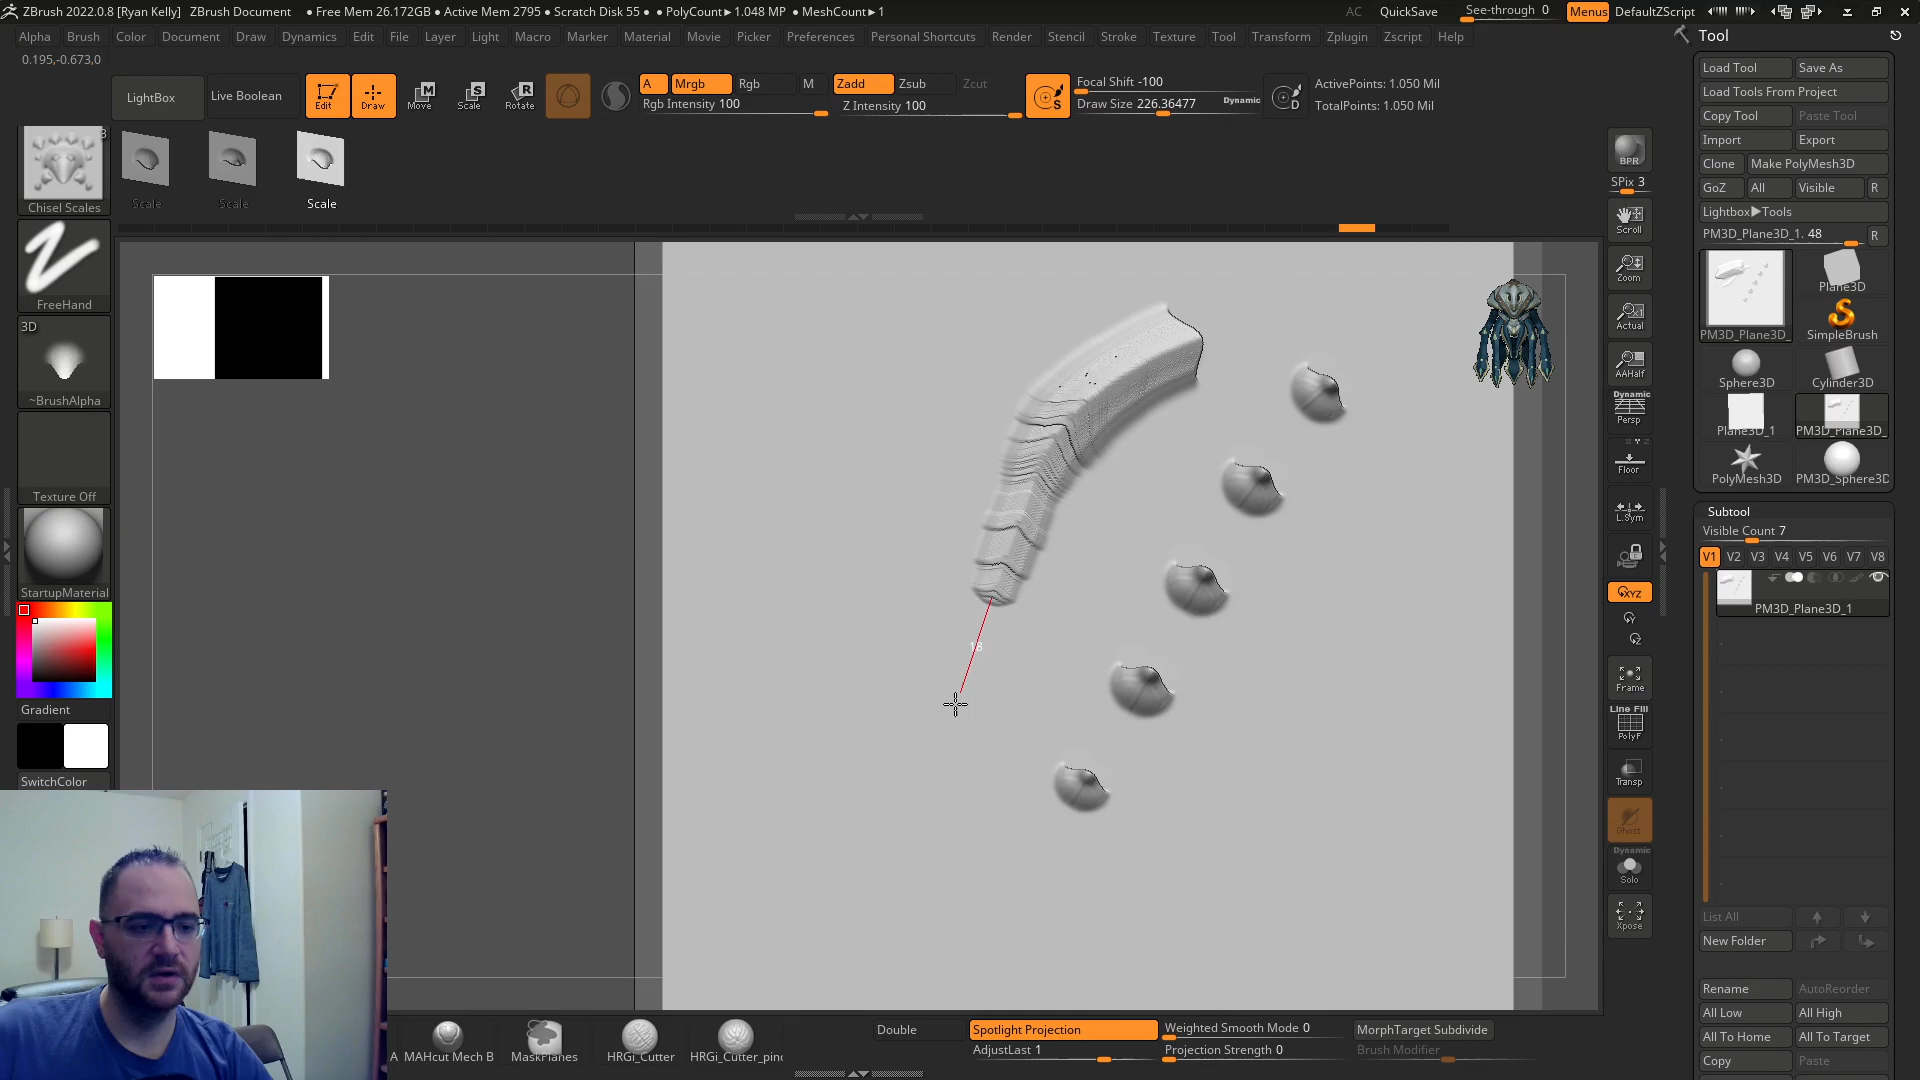 ZBrush 2022.0.8 [Ryan Kelly] ZBrush Document ● Free Mem 26.172GB ● Active Mem 2795 ● Scratch Disk 55 ● ● PolyCount►1.048 MP ● MeshCount►1 AC QuickSave See-through 0 Menus DefaultZScript
Alpha Brush Color Document Draw Dynamics Edit File Layer Light Macro Marker Material Movie Picker Preferences Personal Shortcuts Render Stencil Stroke Texture Tool Transform Zplugin Zscript Help
0.195,-0.673,0
LightBox Live Boolean Edit Draw Move Scale Rotate A Mrgb Rgb M Zadd Zsub Zcut Focal Shift -100 ActivePoints: 1.050 Mil
Rgb Intensity 100 Z Intensity 100 S Draw Size 226.36477 Dynamic D TotalPoints: 1.050 Mil
3
Chisel Scales Scale Scale Scale
FreeHand
3D
~BrushAlpha
Texture Off
StartupMaterial
Gradient
SwitchColor
18
MAHcut Mech B MaskPlanes HRGi_Cutter HRGi_Cutter_pinc
Double Spotlight Projection Weighted Smooth Mode 0 MorphTarget Subdivide
AdjustLast 1 Projection Strength 0 Brush Modifier
BPR
SPix 3
Scroll
Zoom
Actual
AAHalf
Dynamic
Persp
Floor
L.Sym
XYZ
Y
Z
Frame
Line Fill
PolyF
Transp
Ghost
Dynamic
Solo
Xpose
Tool
Load Tool Save As
Load Tools From Project
Copy Tool Paste Tool
Import Export
Clone Make PolyMesh3D
GoZ All Visible R
Lightbox►Tools
PM3D_Plane3D_1. 48 R
PM3D_Plane3D_ Plane3D
SimpleBrush
Sphere3D Cylinder3D
Plane3D_1 PM3D_Plane3D_
PolyMesh3D PM3D_Sphere3D
Subtool
Visible Count 7
V1 V2 V3 V4 V5 V6 V7 V8
PM3D_Plane3D_1
List All
New Folder
Rename AutoReorder
All Low All High
All To Home All To Target
Copy Paste